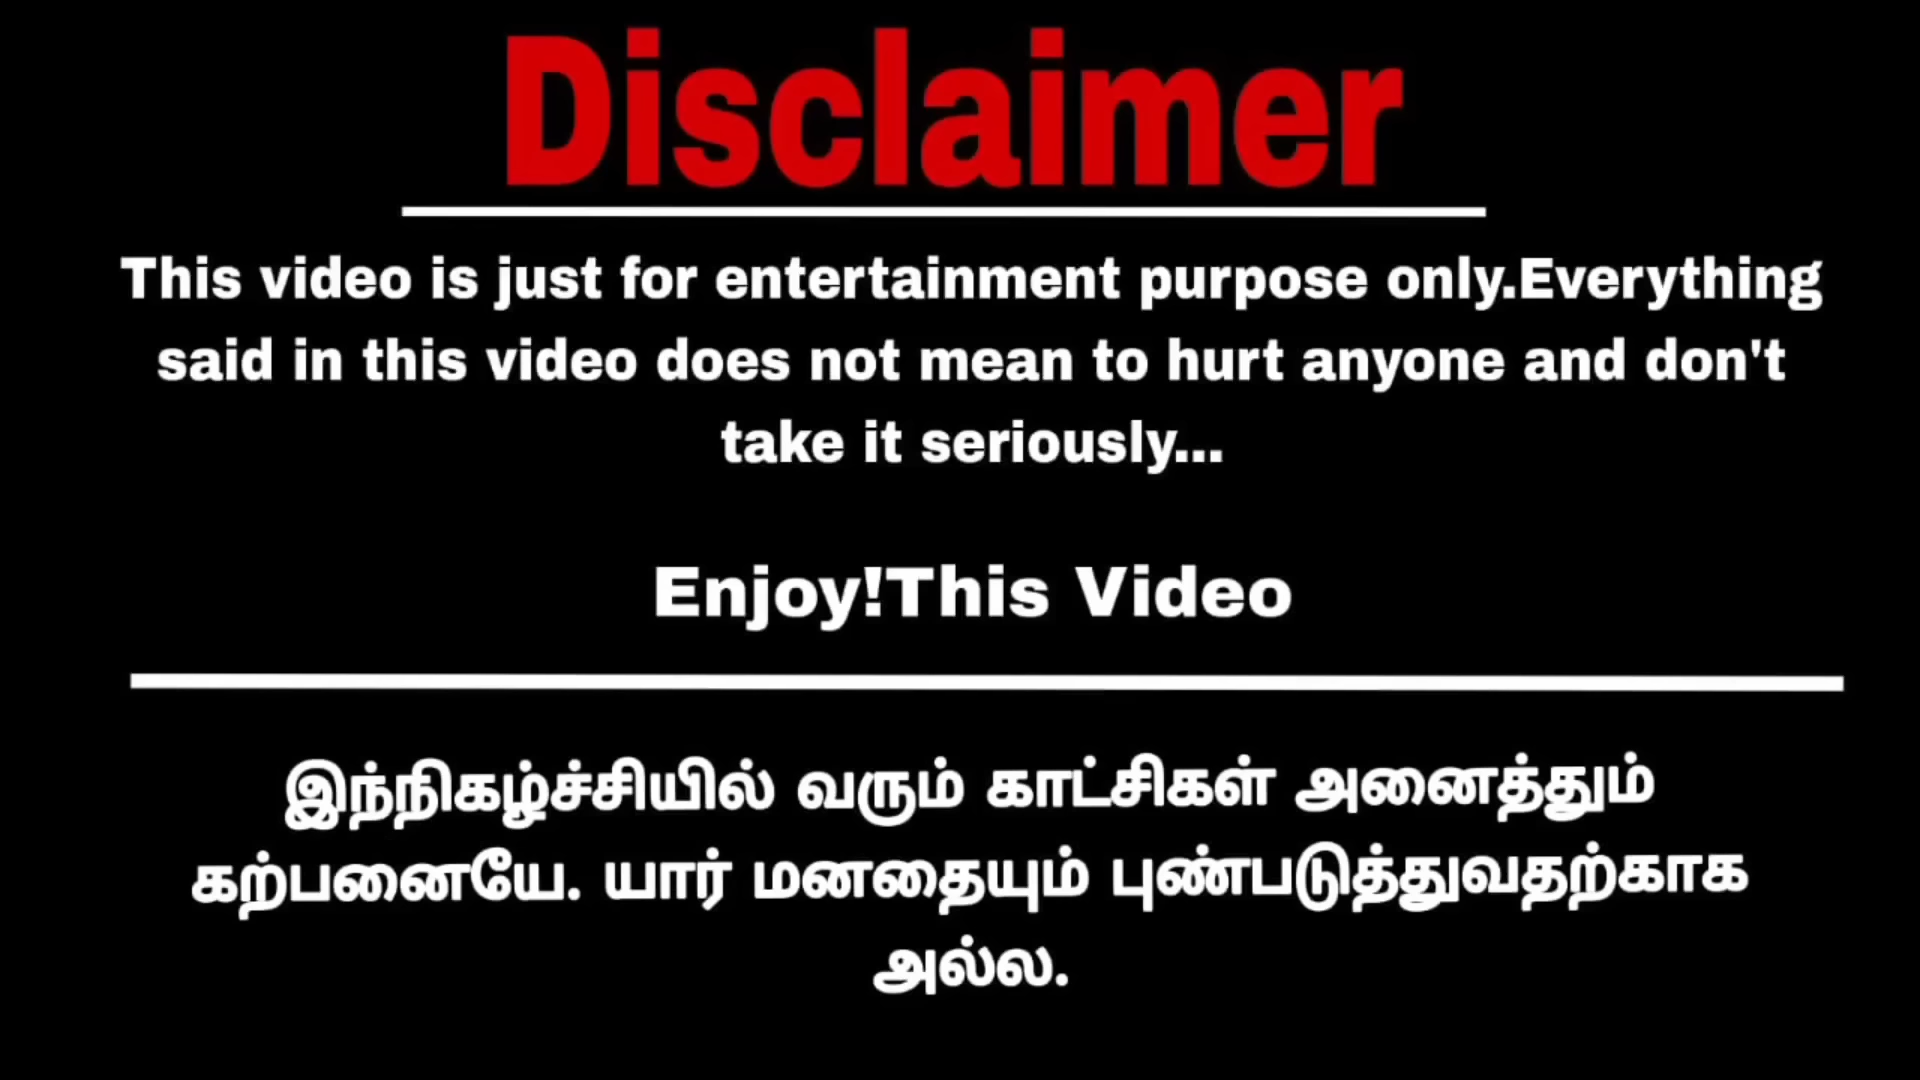 Disclaimer
This video is just for entertainment purpose only.Everything
said in this video does not mean to hurt anyone and don't
take it seriously...
Enjoy!This Video
இந்நிகழ்ச்சியில் வரும் காட்சிகள் அனைத்தும்
கற்பனையே. யார் மனதையும் புண்படுத்துவதற்காக
அல்ல.